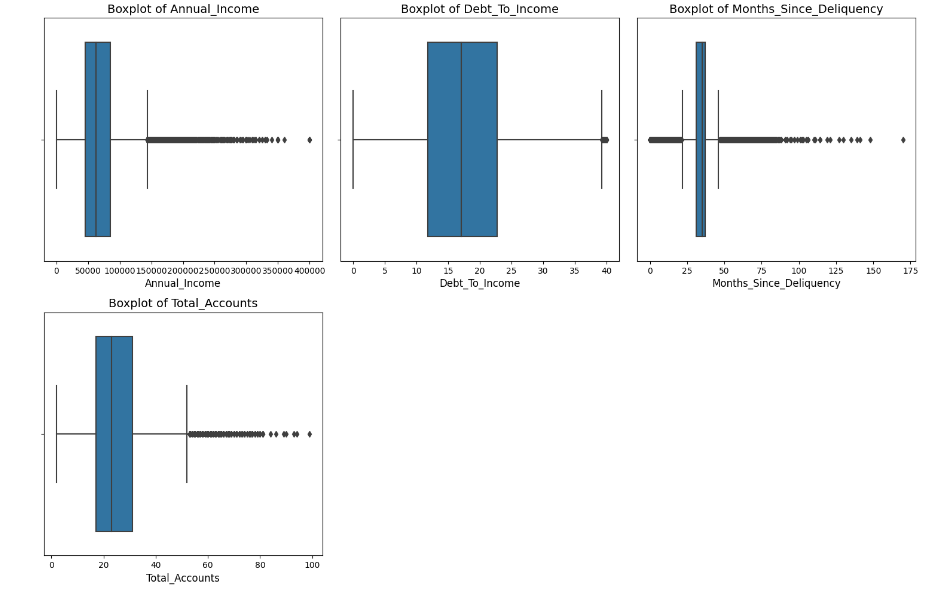 Boxplot of Annual_Income
0 50000 100000 150000 200000 250000 300000 350000 400000
Annual_Income
Boxplot of Debt_To_Income
0 5 10 15 20 25 30 35 40
Debt_To_Income
Boxplot of Months_Since_Deliquency
0 25 50 75 100 125 150 175
Months_Since_Deliquency
Boxplot of Total_Accounts
0 20 40 60 80 100
Total_Accounts